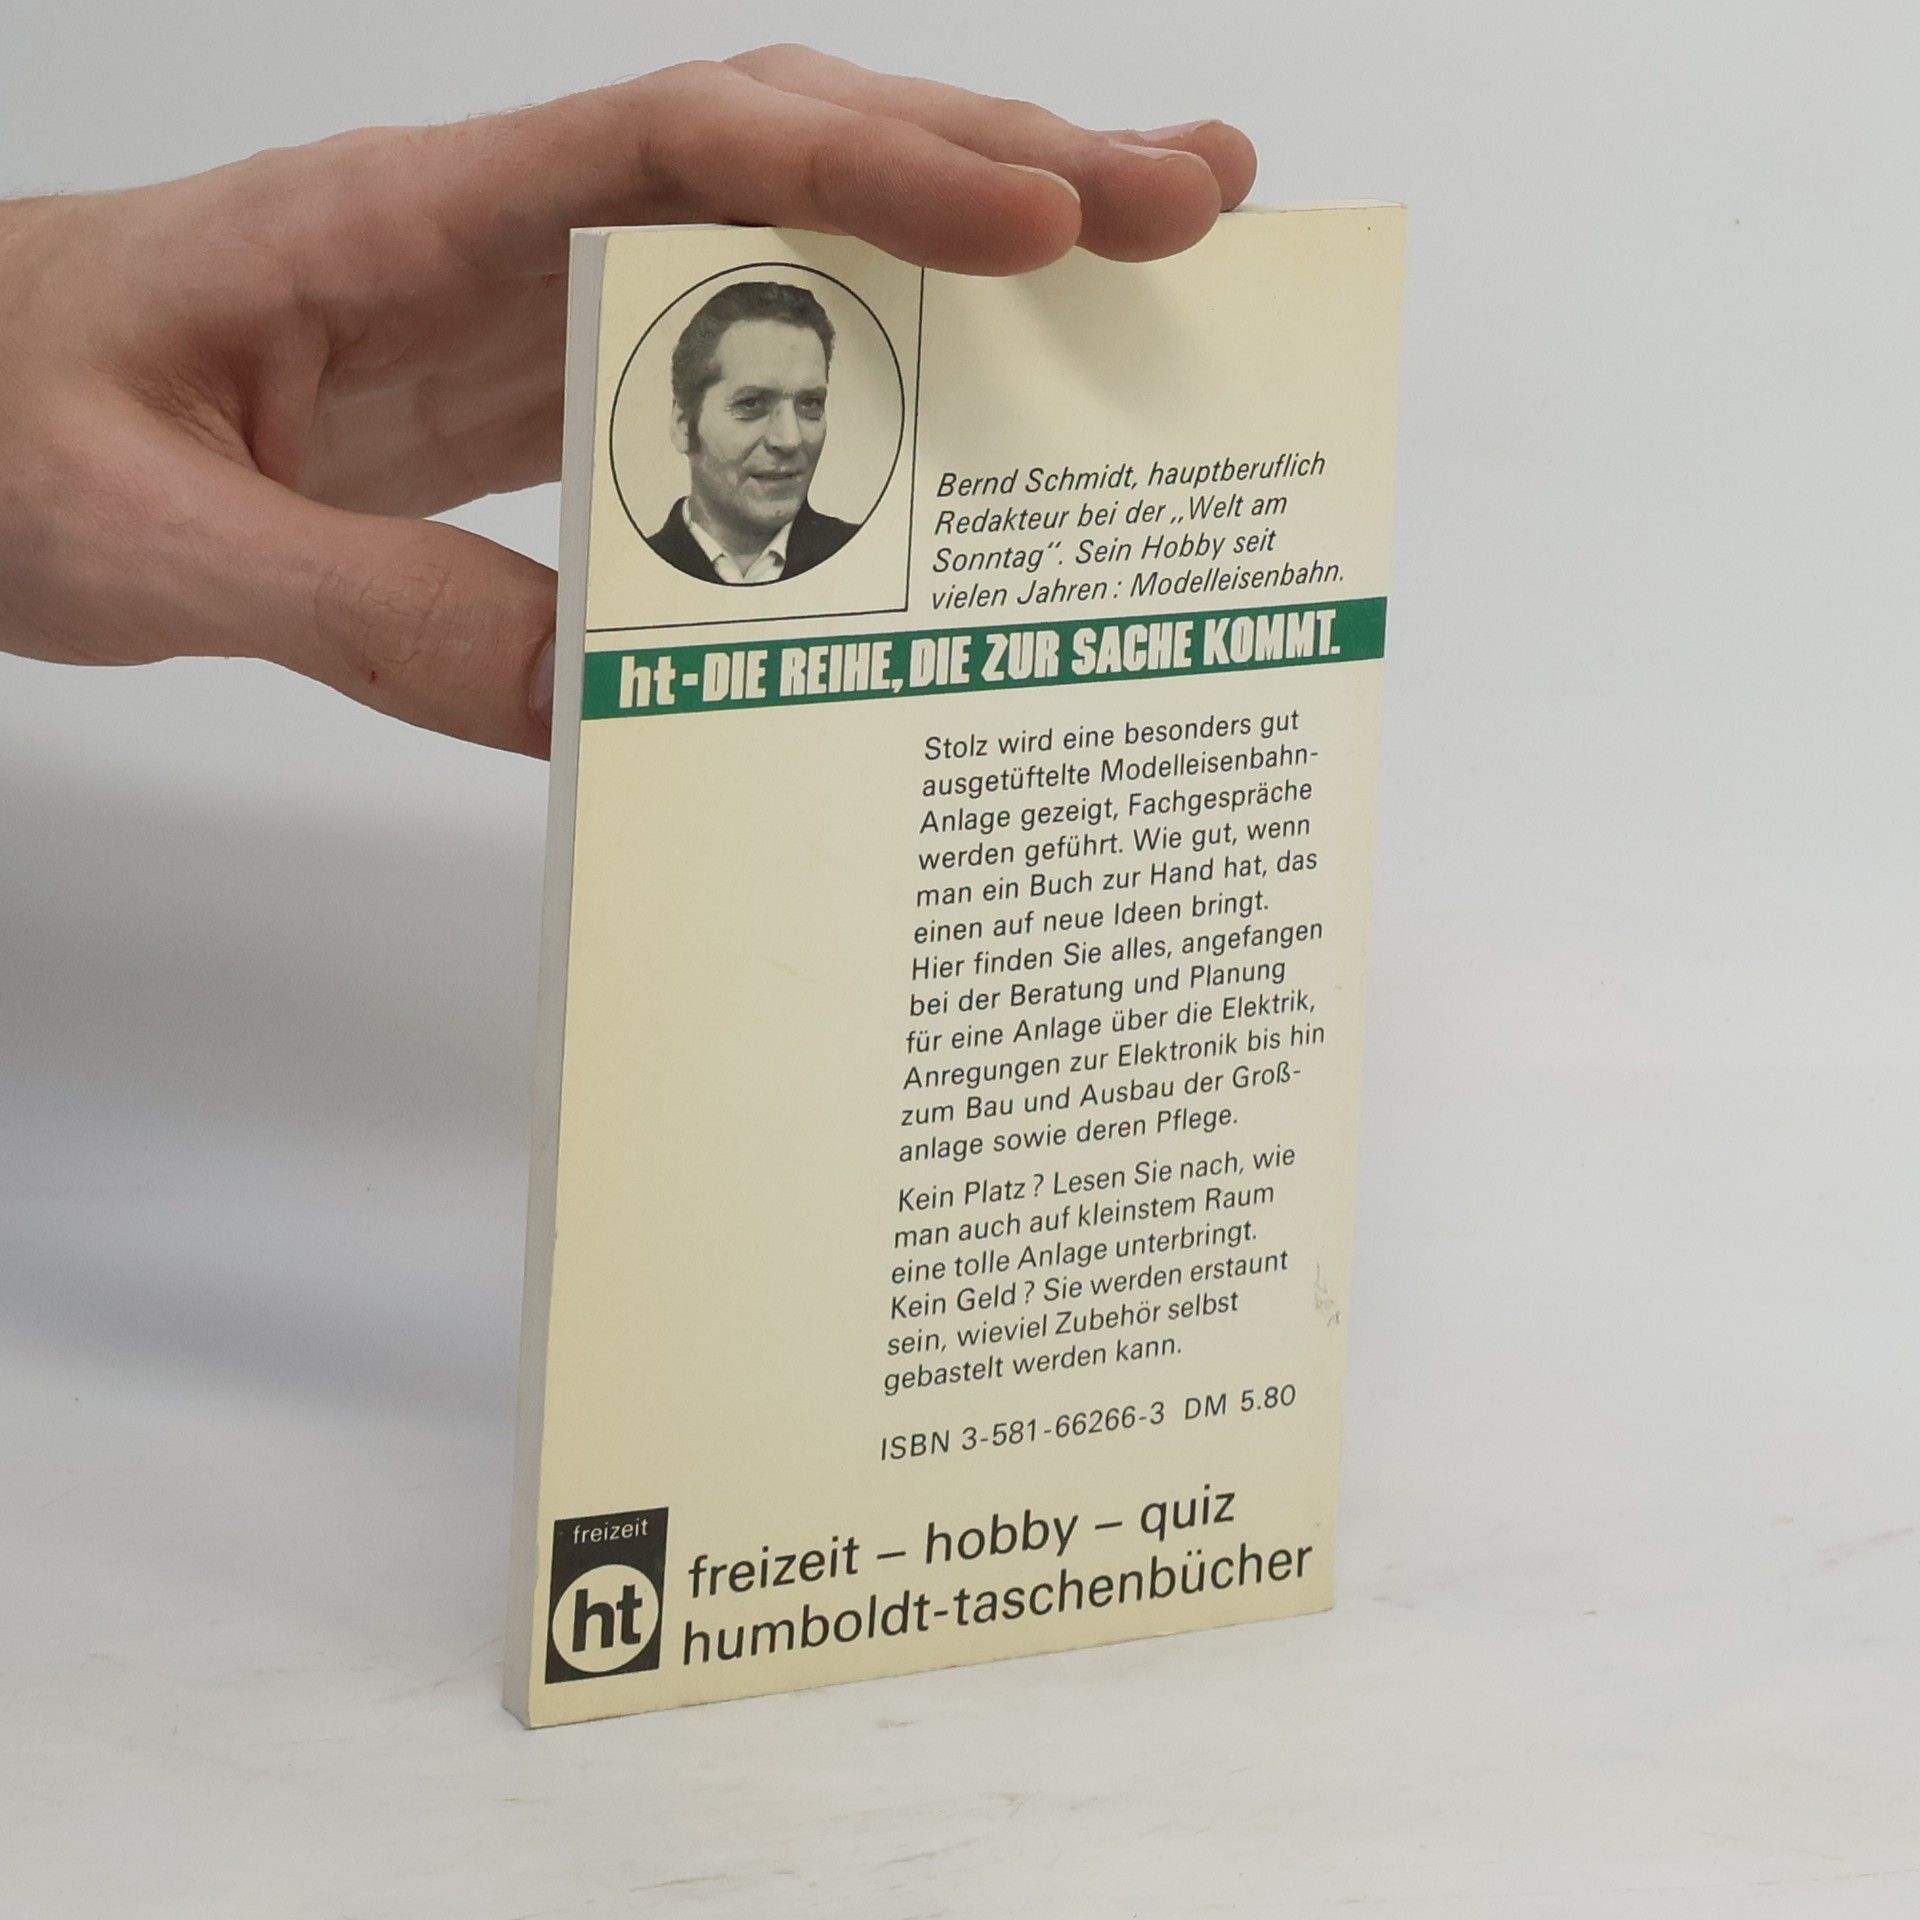 Bernd Schmidt, hauptberuflich
Redakteur bei der „Welt am
Sonntag“. Sein Hobby seit
vielen Jahren: Modelleisenbahn.
ht-DIE REIHE, DIE ZUR SACHE KOMMT.
Stolz wird eine besonders gut
ausgetüftelte Modelleisenbahn-
Anlage gezeigt, Fachgespräche
werden geführt. Wie gut, wenn
man ein Buch zur Hand hat, das
einen auf neue Ideen bringt.
Hier finden Sie alles, angefangen
bei der Beratung und Planung
für eine Anlage über die Elektrik,
Anregungen zur Elektronik bis hin
zum Bau und Ausbau der Groß-
anlage sowie deren Pflege.
Kein Platz? Lesen Sie nach, wie
man auch auf kleinstem Raum
eine tolle Anlage unterbringt.
Kein Geld? Sie werden erstaunt
sein, wieviel Zubehör selbst
gebastelt werden kann.
ISBN 3-581-66266-3 DM 5.80
freizeit
ht
freizeit – hobby – quiz
humboldt-taschenbücher